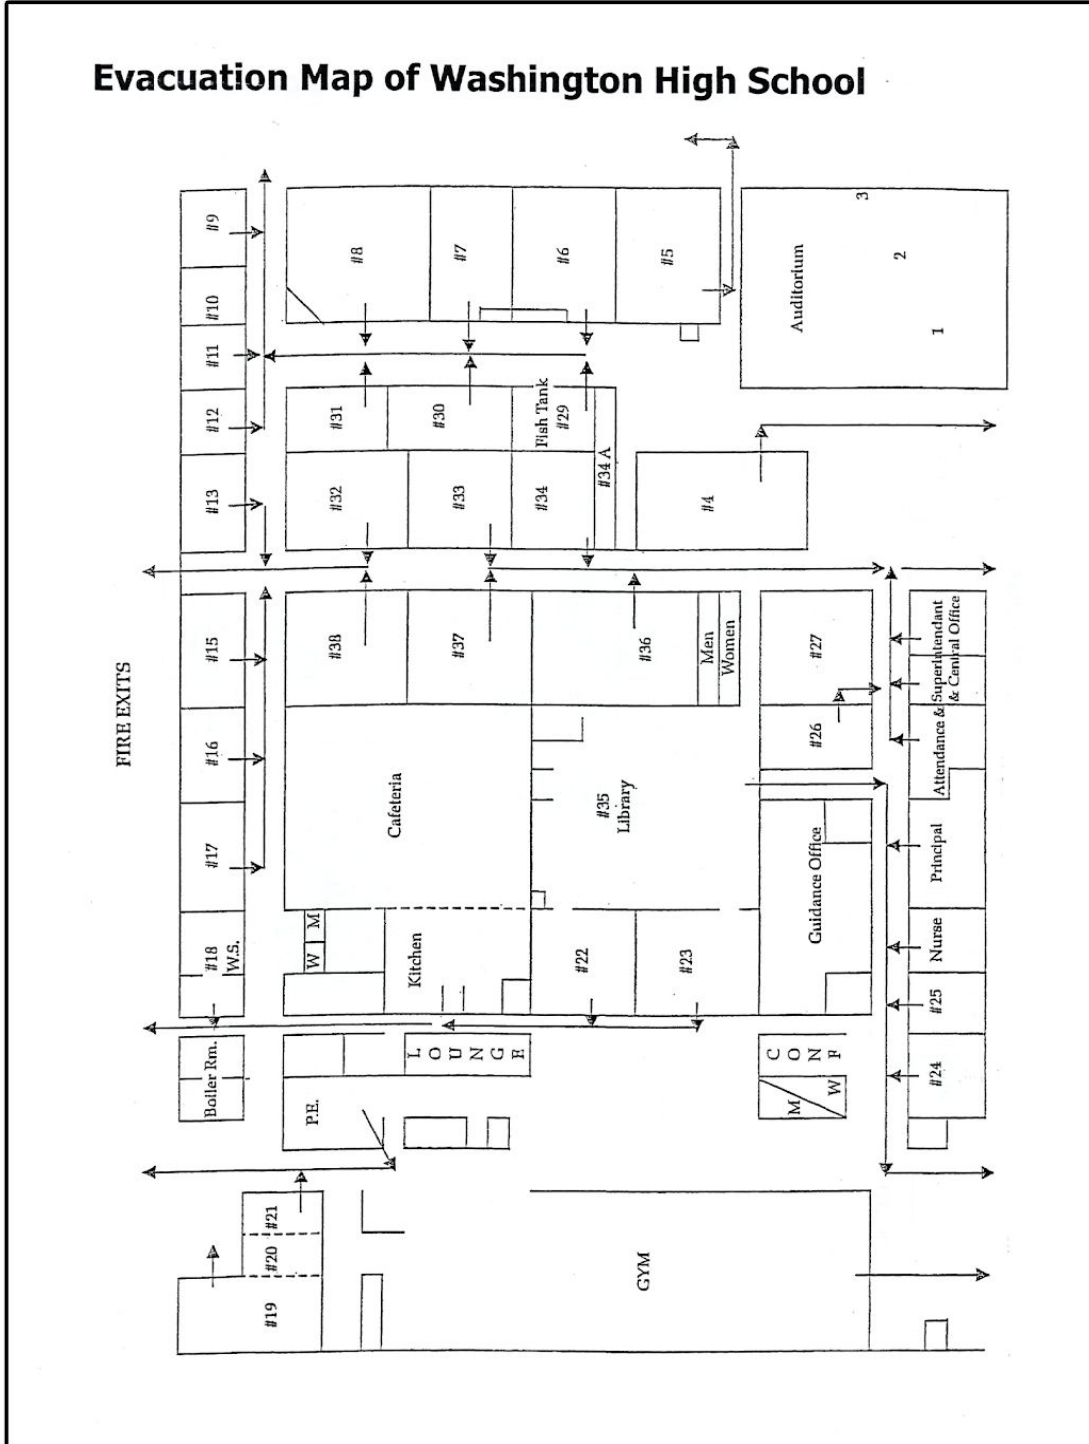 Evacuation Map of Washington High School
FIRE EXITS
#9
#10
#11
#12
#13
#15
#16
#17
#18
W.S.
Boiler Rm.
#8
#7
#6
#5
Auditorium
1
2
3
#31
#30
Fish Tank
#29
#32
#33
#34
#34 A
#4
#38
#37
#36
Men
Women
#27
#26
Superintendant
& Central Office
Attendance &
Cafeteria
#35
Library
Guidance Office
Principal
Nurse
#25
#24
W
M
Kitchen
#22
#23
LOUNGE
CONF
M
W
P.E.
#21
#20
#19
GYM